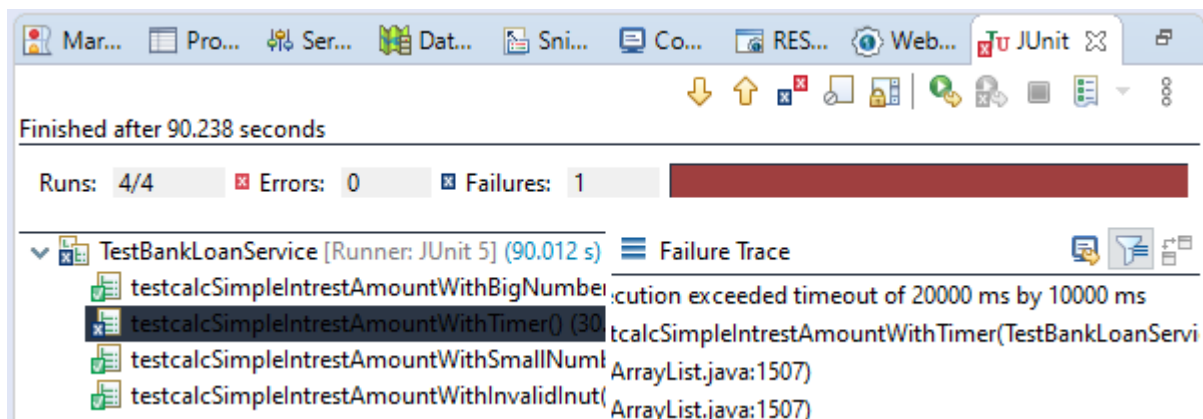 Mar... Pro... Ser... Dat... Sni... Co... RES... Web... JUnit
Finished after 90.238 seconds
Runs: 4/4 Errors: 0 Failures: 1
TestBankLoanService [Runner: JUnit 5] (90.012 s)
testcalcSimpleIntrestAmountWithBigNumber
testcalcSimpleIntrestAmountWithTimer() (30.
testcalcSimpleIntrestAmountWithSmallNumb
testcalcSimpleIntrestAmountWithInvalidInut(
Failure Trace
cution exceeded timeout of 20000 ms by 10000 ms
tcalcSimpleIntrestAmountWithTimer(TestBankLoanServi
ArrayList.java:1507)
ArrayList.java:1507)